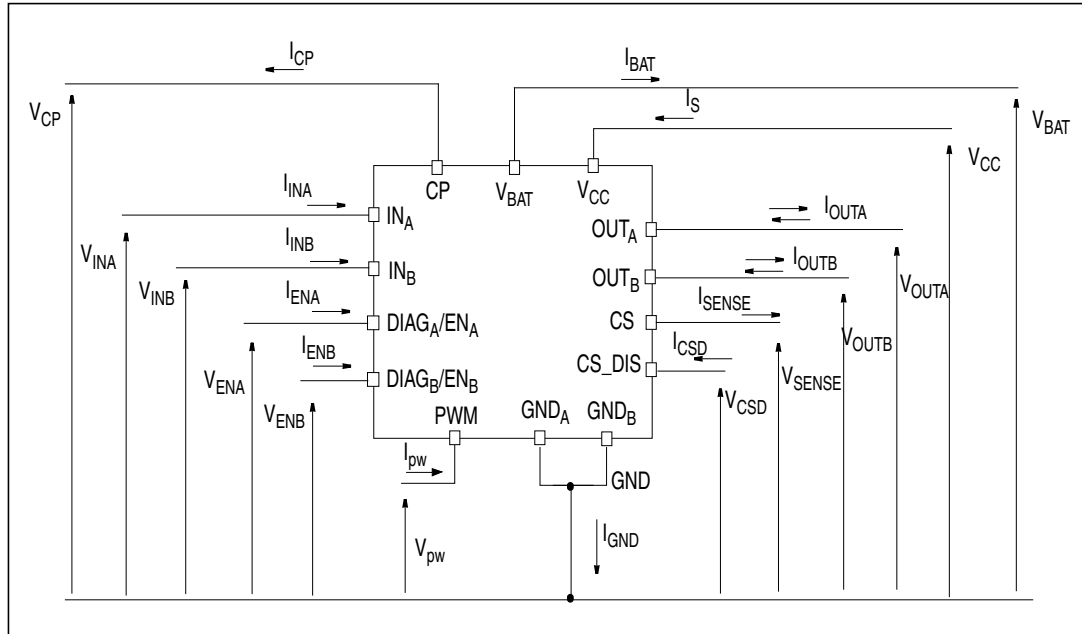 I_CP
I_BAT
V_CP
I_S
V_BAT
V_CC
CP
V_BAT
V_CC
I_INA
IN_A
OUT_A
I_OUTA
V_INA
I_INB
IN_B
OUT_B
I_OUTB
V_INB
V_OUTA
I_ENA
DIAG_A/EN_A
CS
I_SENSE
V_OUTB
I_ENB
DIAG_B/EN_B
CS_DIS
I_CSD
V_ENA
V_SENSE
V_ENB
PWM
GND_A
GND_B
V_CSD
I_pw
GND
V_pw
I_GND